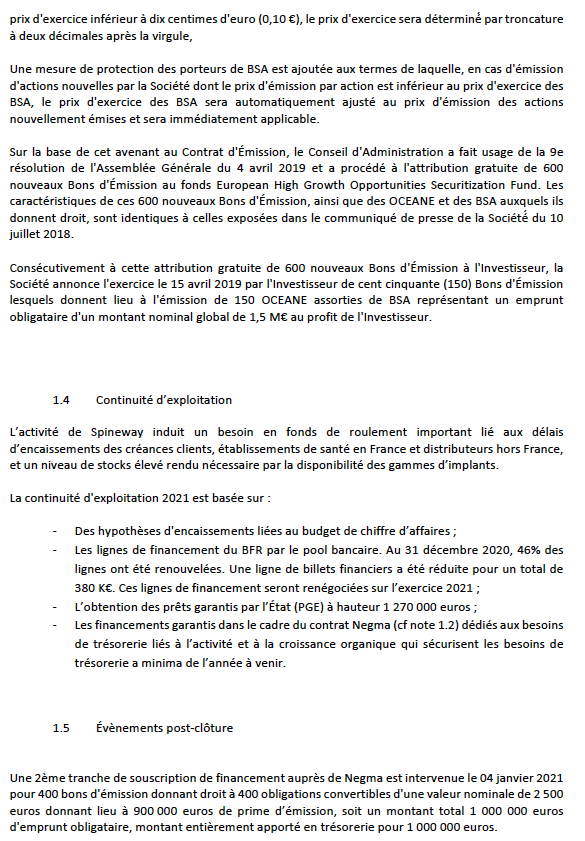 prix d'exercice inférieur à dix centimes d'euro (0,10 €), le prix d'exercice sera déterminé par troncature
à deux décimales après la virgule,
Une mesure de protection des porteurs de BSA est ajoutée aux termes de laquelle, en cas d'émission
d'actions nouvelles par la Société dont le prix d'émission par action est inférieur au prix d'exercice des
BSA, le prix d'exercice des BSA sera automatiquement ajusté au prix d'émission des actions
nouvellement émises et sera immédiatement applicable.
Sur la base de cet avenant au Contrat d'Émission, le Conseil d'Administration a fait usage de la 9e
résolution de l'Assemblée Générale du 4 avril 2019 et a procédé à l'attribution gratuite de 600
nouveaux Bons d'Émission au fonds European High Growth Opportunities Securitization Fund. Les
caractéristiques de ces 600 nouveaux Bons d'Émission, ainsi que des OCEANE et des BSA auxquels ils
donnent droit, sont identiques à celles exposées dans le communiqué de presse de la Société du 10
juillet 2018.
Consécutivement à cette attribution gratuite de 600 nouveaux Bons d'Émission à l'Investisseur, la
Société annonce l'exercice le 15 avril 2019 par l'Investisseur de cent cinquante (150) Bons d'Émission
lesquels donnent lieu à l'émission de 150 OCEANE assorties de BSA représentant un emprunt
obligataire d'un montant nominal global de 1,5 M€ au profit de l'Investisseur.
1.4 Continuité d'exploitation
L'activité de Spineway induit un besoin en fonds de roulement important lié aux délais
d'encaissements des créances clients, établissements de santé en France et distributeurs hors France,
et un niveau de stocks élevé rendu nécessaire par la disponibilité des gammes d'implants.
La continuité d'exploitation 2021 est basée sur :
- Des hypothèses d'encaissements liées au budget de chiffre d'affaires ;
- Les lignes de financement du BFR par le pool bancaire. Au 31 décembre 2020, 46% des
lignes ont été renouvelées. Une ligne de billets financiers a été réduite pour un total de
380 K€. Ces lignes de financement seront renégociées sur l'exercice 2021 ;
- L'obtention des prêts garantis par l'État (PGE) à hauteur 1 270 000 euros ;
- Les financements garantis dans le cadre du contrat Negma (cf note 1.2) dédiés aux besoins
de trésorerie liés à l'activité et à la croissance organique qui sécurisent les besoins de
trésorerie a minima de l'année à venir.
1.5 Évènements post-clôture
Une 2ème tranche de souscription de financement auprès de Negma est intervenue le 04 janvier 2021
pour 400 bons d'émission donnant droit à 400 obligations convertibles d'une valeur nominale de 2 500
euros donnant lieu à 900 000 euros de prime d'émission, soit un montant total 1 000 000 euros
d'emprunt obligataire, montant entièrement apporté en trésorerie pour 1 000 000 euros.